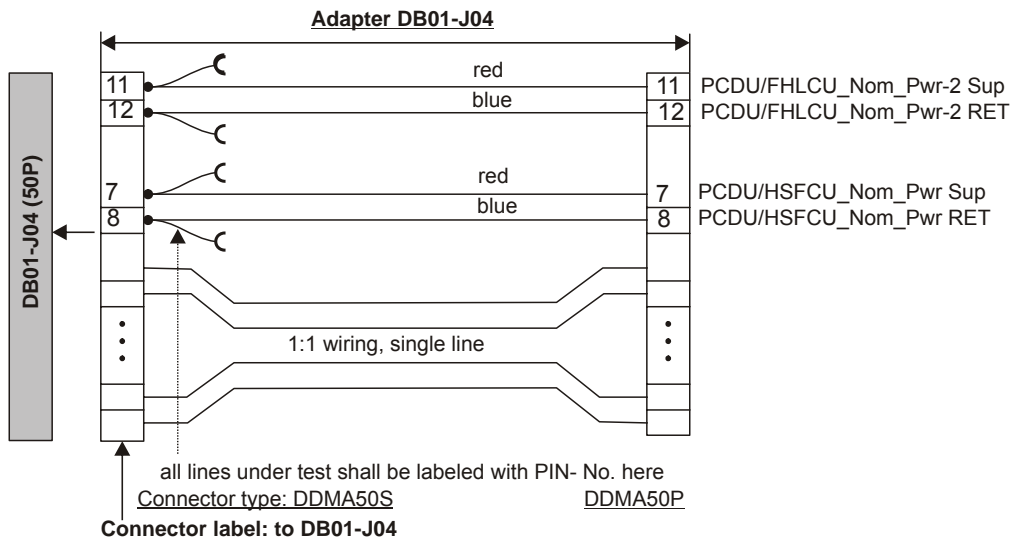 Adapter DB01-J04
DB01-J04 (50P)
11 red 11 PCDU/FHLCU_Nom_Pwr-2 Sup
12 blue 12 PCDU/FHLCU_Nom_Pwr-2 RET
7 red 7 PCDU/HSFCU_Nom_Pwr Sup
8 blue 8 PCDU/HSFCU_Nom_Pwr RET
1:1 wiring, single line
all lines under test shall be labeled with PIN- No. here
Connector type: DDMA50S DDMA50P
Connector label: to DB01-J04